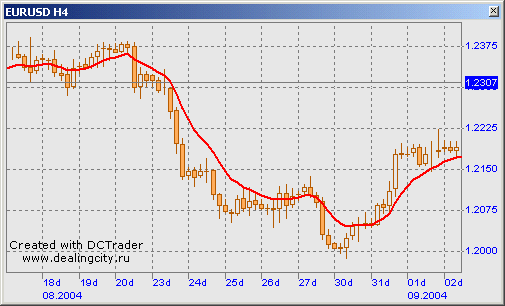 EURUSD H4
1.2375
1.2307
1.2225
1.2150
1.2075
1.2000
Created with DCTrader
www.dealingcity.ru
18d 19d 20d 23d 24d 25d 26d 27d 30d 31d 01d 02d
08.2004 09.2004